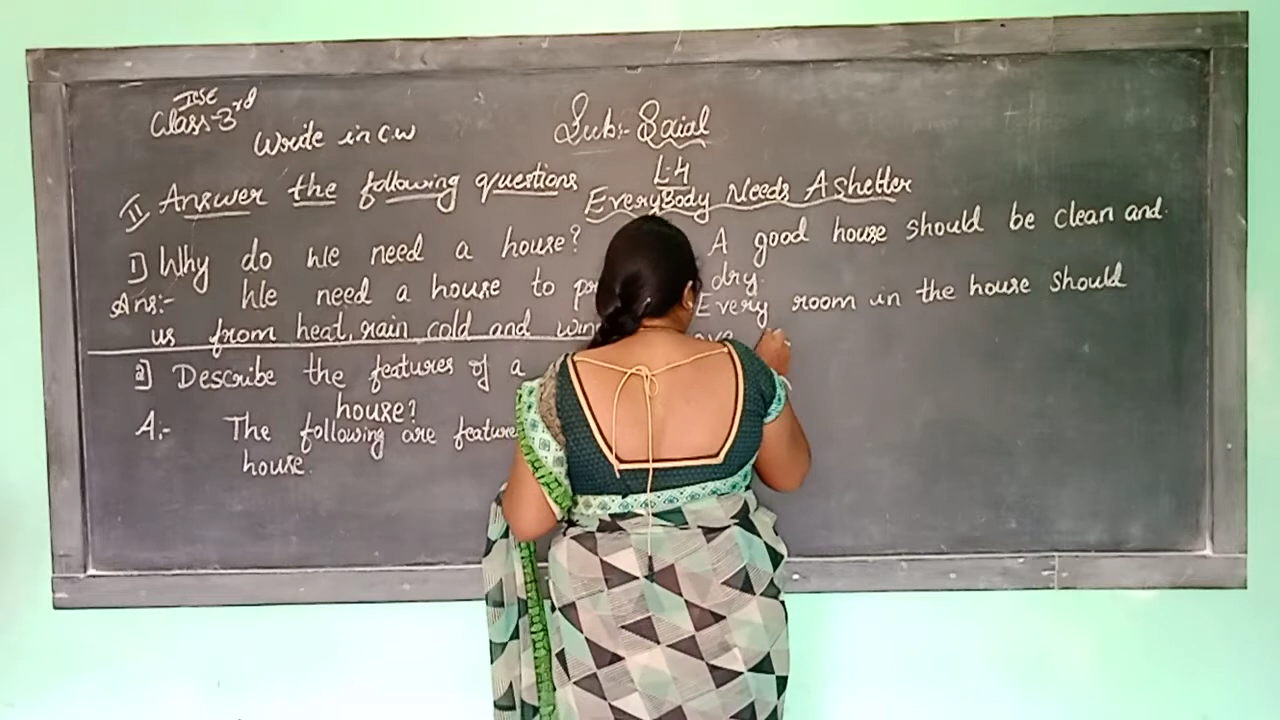 ICSE
Class-3rd
Write in C.W
Sub:- Social
L.4
EveryBody Needs A shelter
II Answer the following questions
1] Why do we need a house?
Ans:- We need a house to
us from heat, rain, cold and
2] Describe the features of a
house?
A.- The following are
house.
A good house should be clean and
dry.
Every room in the house should